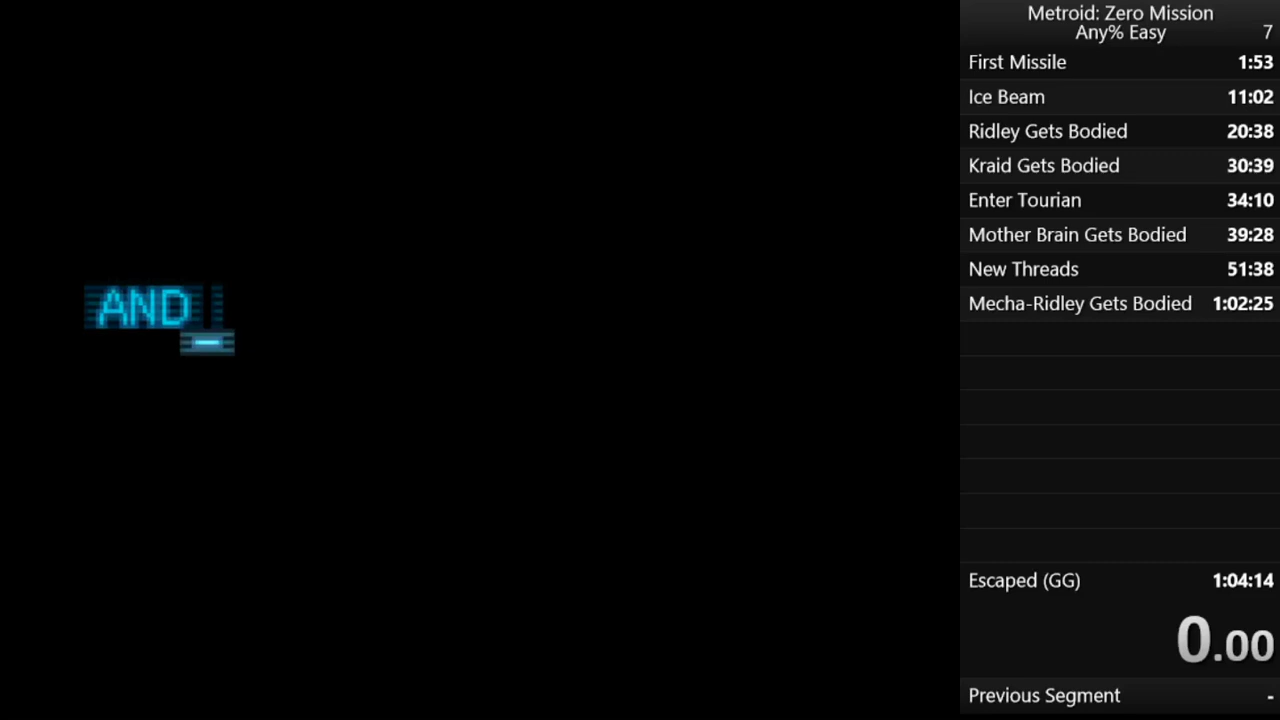 AND
Metroid: Zero Mission
Any% Easy 7
First Missile 1:53
Ice Beam 11:02
Ridley Gets Bodied 20:38
Kraid Gets Bodied 30:39
Enter Tourian 34:10
Mother Brain Gets Bodied 39:28
New Threads 51:38
Mecha-Ridley Gets Bodied 1:02:25
Escaped (GG) 1:04:14
0.00
Previous Segment -